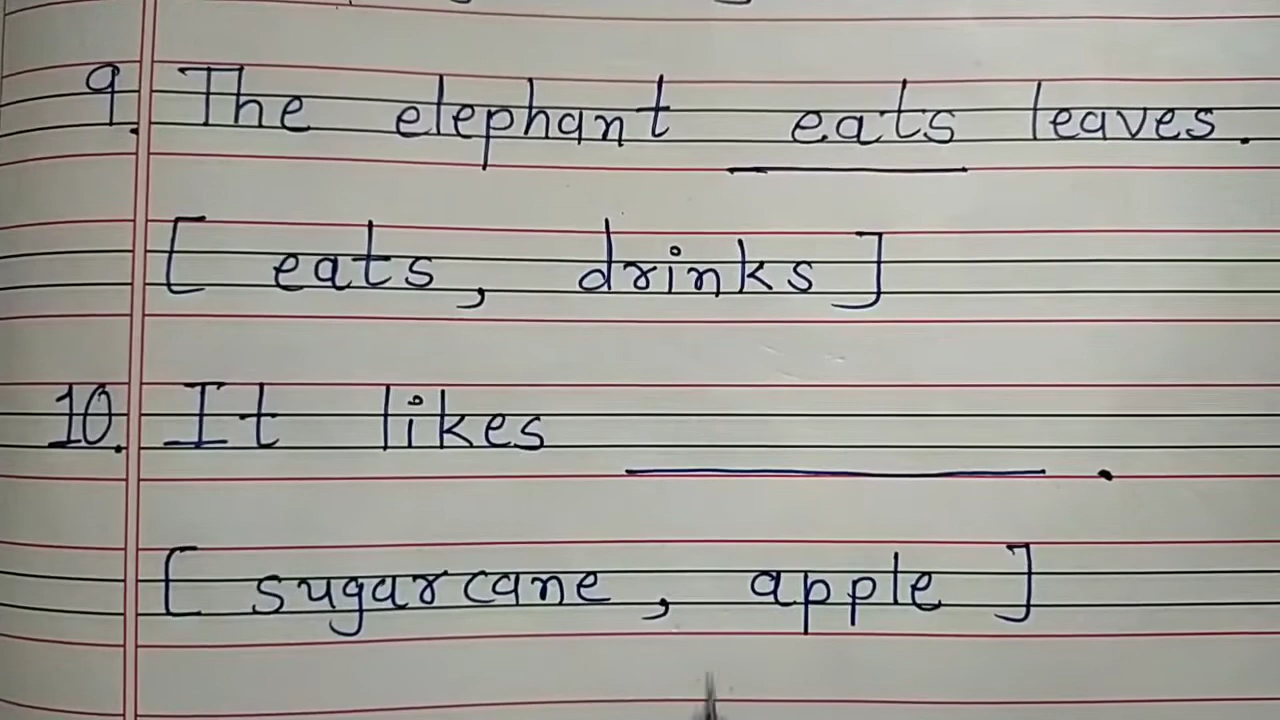 9. The elephant eats leaves.
[ eats, drinks ]
10. It likes ________ .
[ sugarcane, apple ]